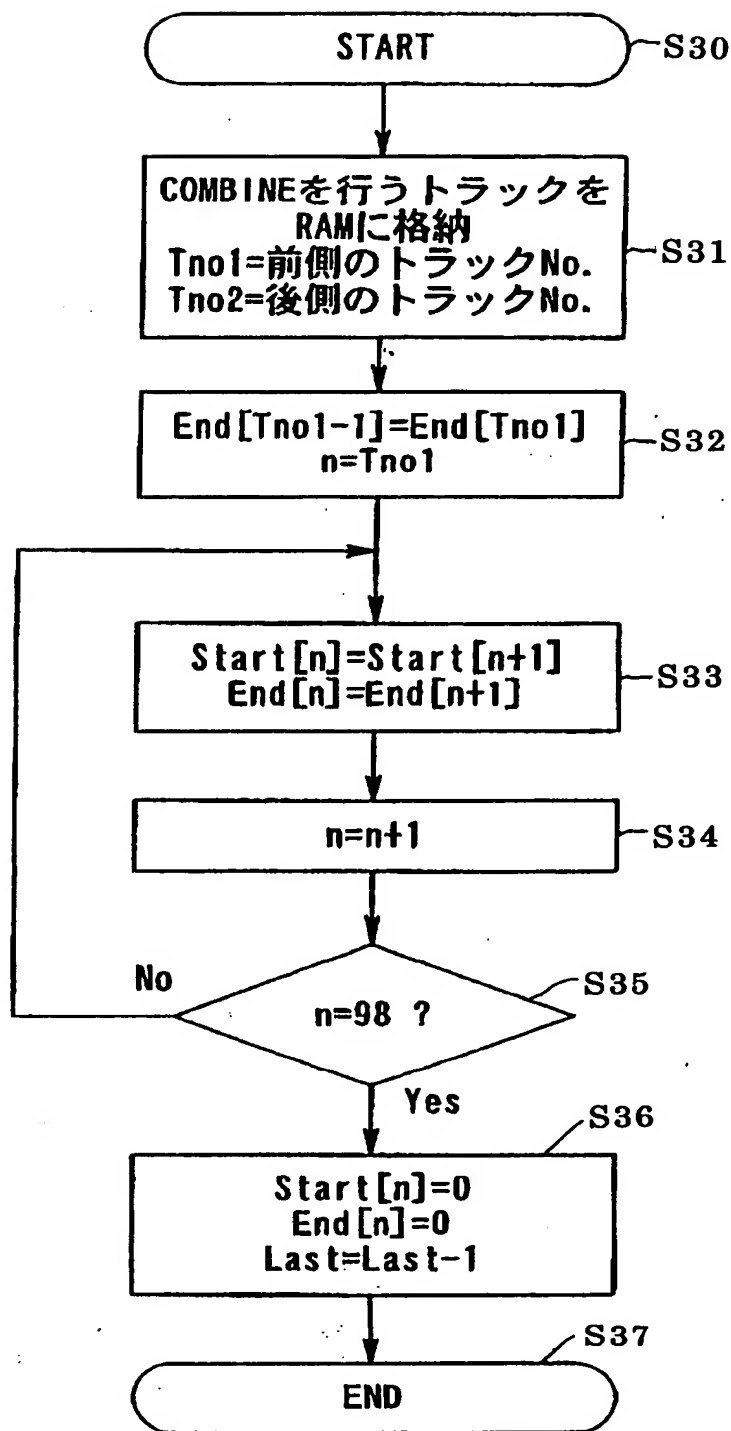 START
S30
COMBINEを行うトラックを
RAMに格納
Tno1=前側のトラックNo.
Tno2=後側のトラックNo.
S31
End[Tno1-1]=End[Tno1]
n=Tno1
S32
Start[n]=Start[n+1]
End[n]=End[n+1]
S33
n=n+1
S34
No
n=98 ?
S35
Yes
S36
Start[n]=0
End[n]=0
Last=Last-1
S37
END